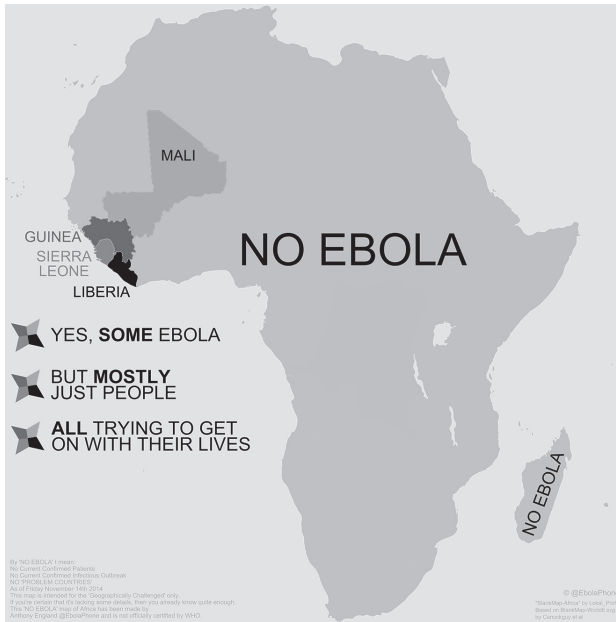 MALI
GUINEA
SIERRA
LEONE
LIBERIA
NO EBOLA
YES, SOME EBOLA
BUT MOSTLY
JUST PEOPLE
ALL TRYING TO GET
ON WITH THEIR LIVES
NO EBOLA
By 'NO EBOLA' I mean:
No Current Confirmed Patients
No Current Confirmed Infectious Outbreak
NO 'PROBLEM COUNTRIES'
As of Friday November 14th 2014
This map is intended for the 'Geographically Challenged' only.
If you're certain that it's lacking some details, then you already know quite enough.
This 'NO EBOLA' map of Africa has been made by
Anthony England @EbolaPhone and is not officially certified by WHO.
© @EbolaPhone
"BlankMap-Africa" by Lokal_Prof
Based on BlankMap-World6.svg
by Canuckguy et al.